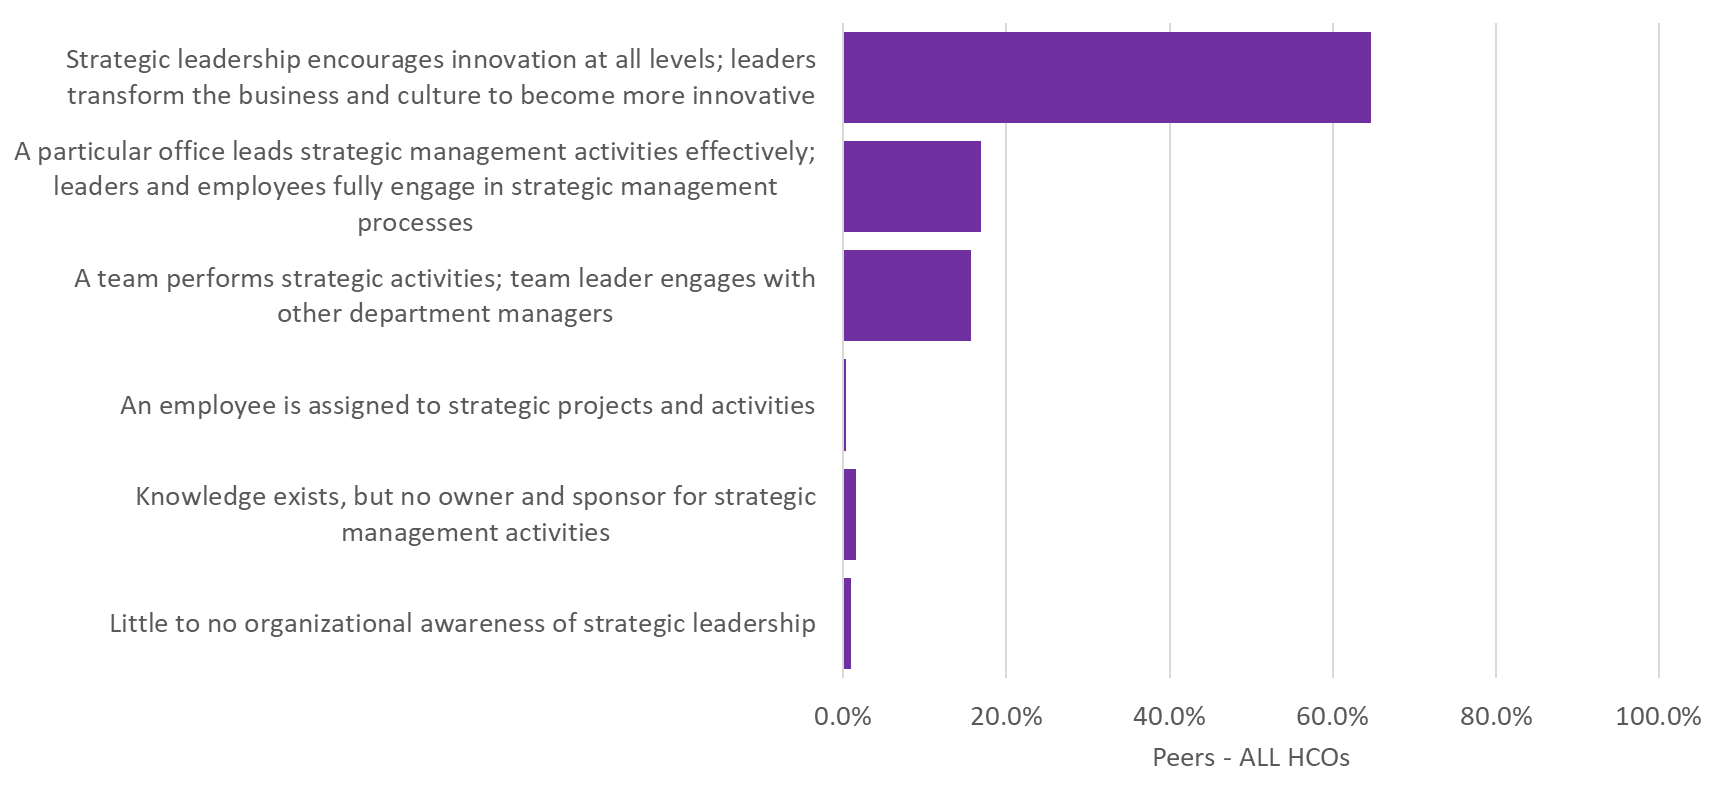 Strategic leadership encourages innovation at all levels; leaders
transform the business and culture to become more innovative
A particular office leads strategic management activities effectively;
leaders and employees fully engage in strategic management
processes
A team performs strategic activities; team leader engages with
other department managers
An employee is assigned to strategic projects and activities
Knowledge exists, but no owner and sponsor for strategic
management activities
Little to no organizational awareness of strategic leadership
0.0% 20.0% 40.0% 60.0% 80.0% 100.0%
Peers - ALL HCOs